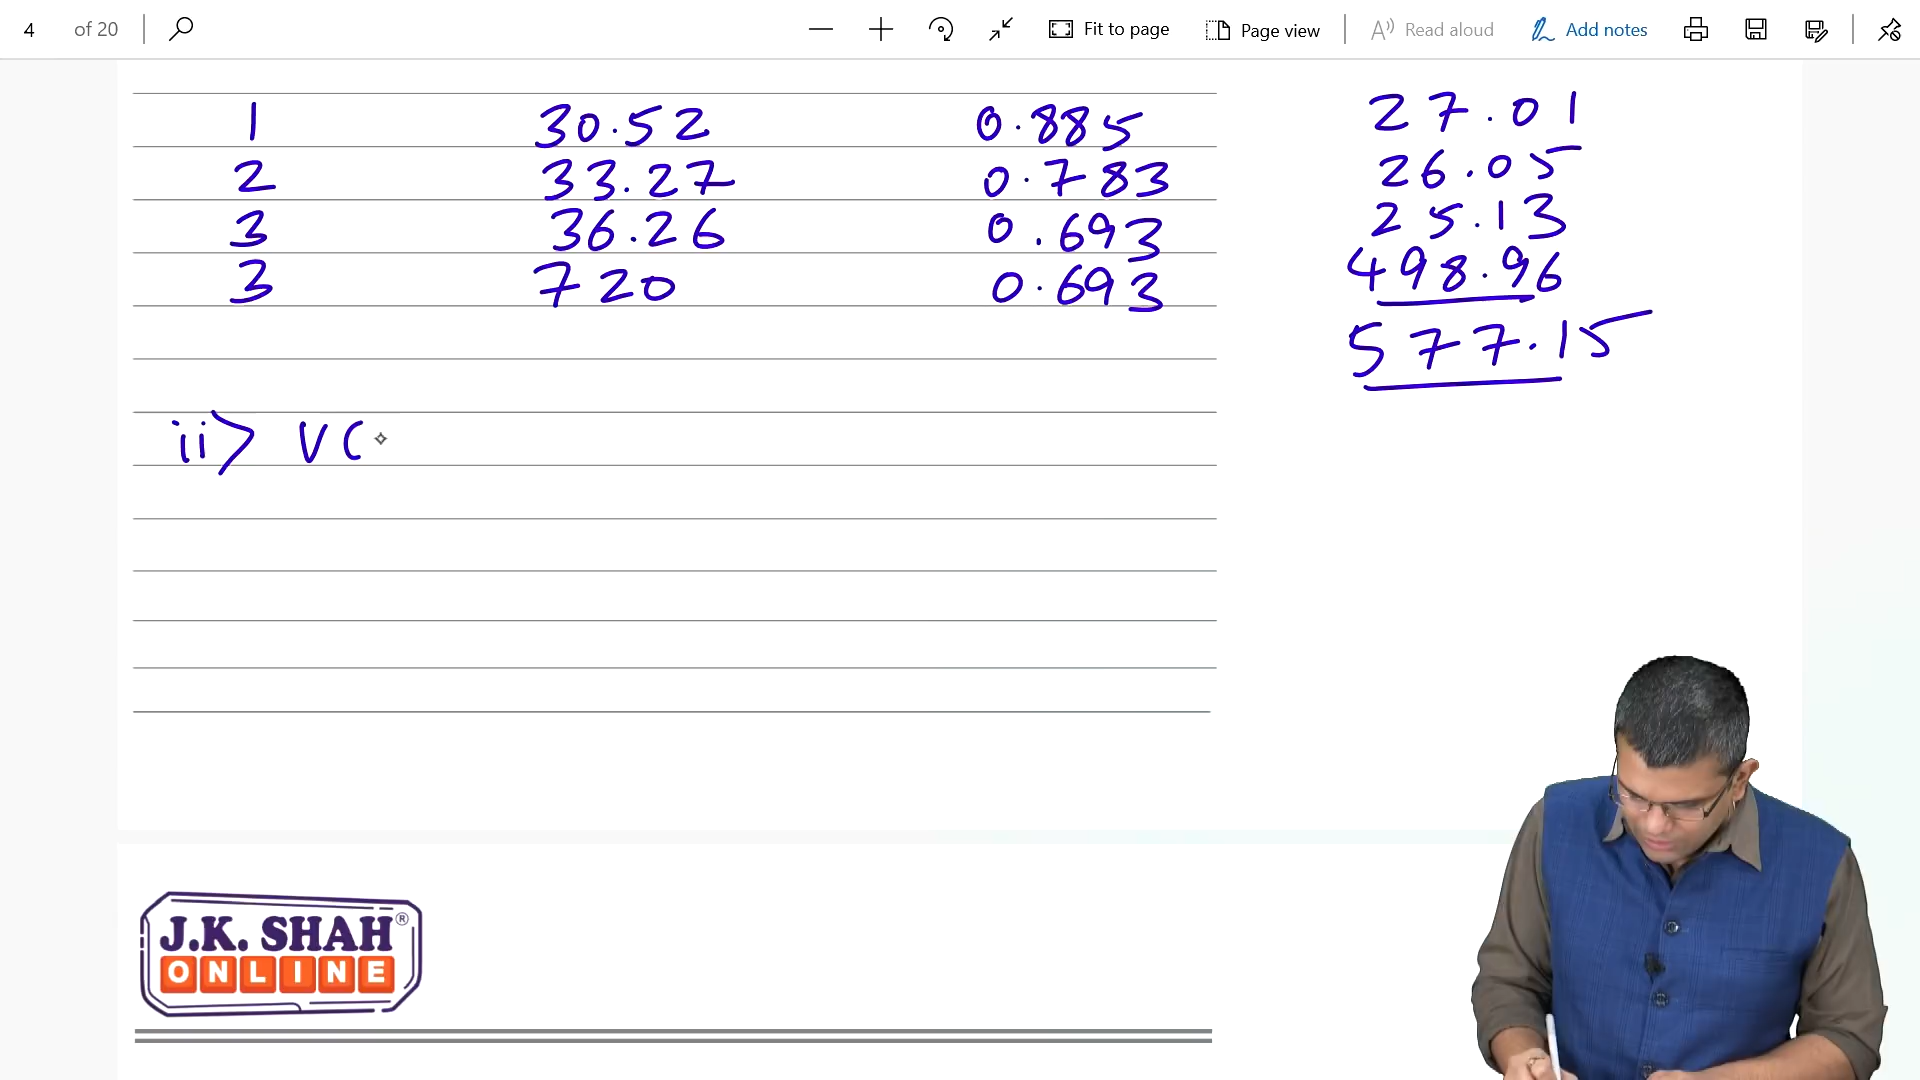 4 of 20 Fit to page Page view Read aloud Add notes
1 30.52 0.885 27.01
2 33.27 0.783 26.05
3 36.26 0.693 25.13
3 720 0.693 498.96
577.15
ii> V(
J.K. SHAH®
ONLINE